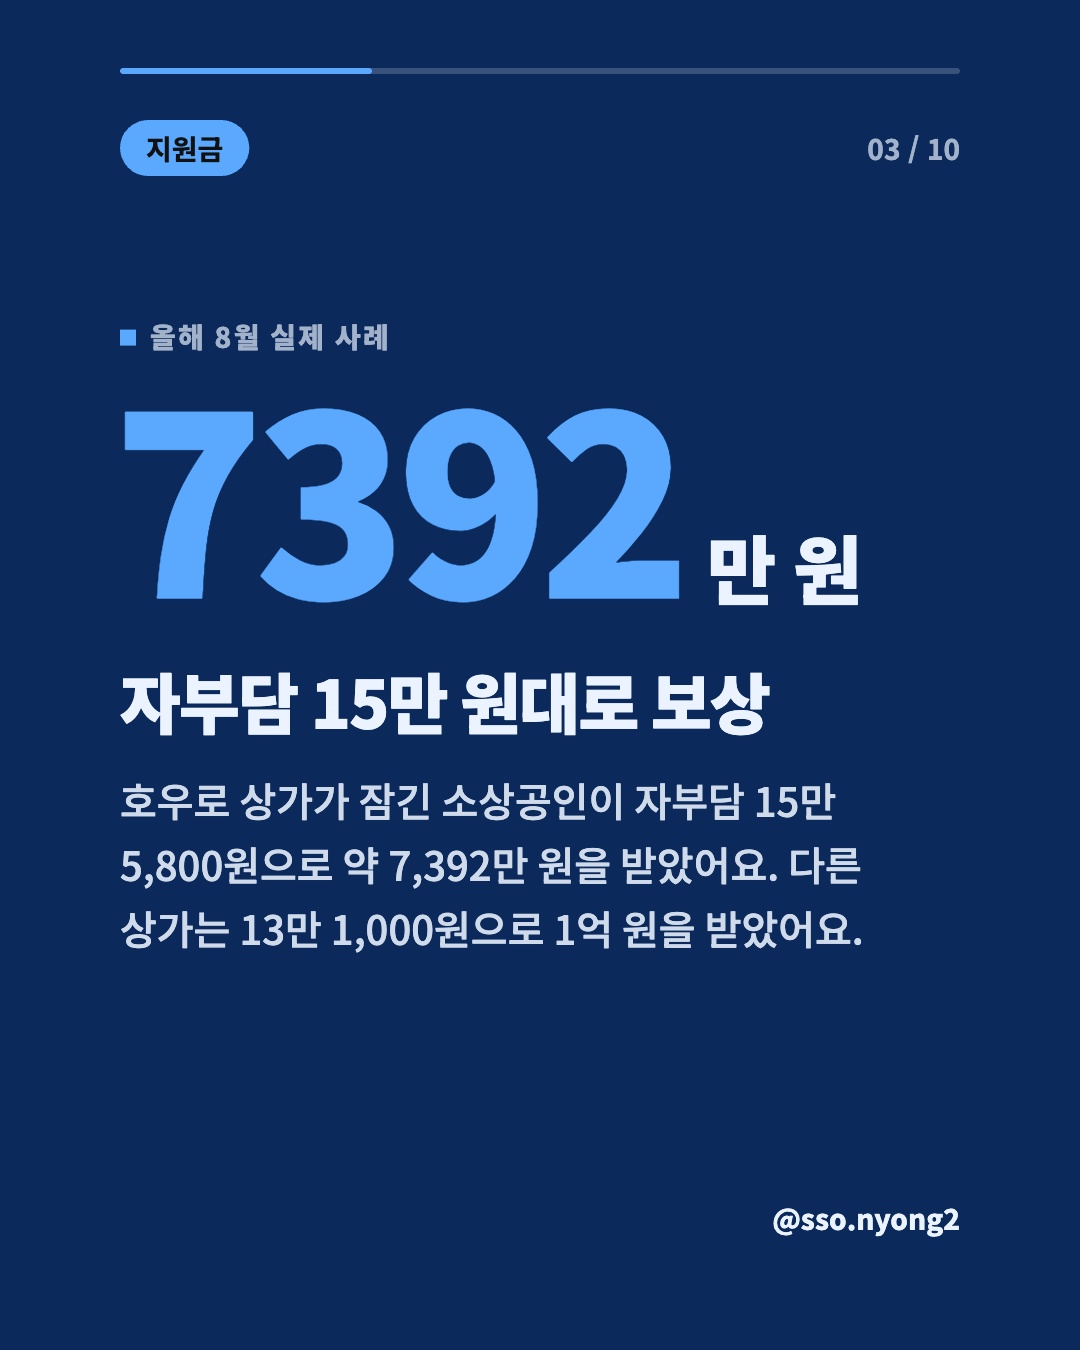 지원금
03 / 10
올해 8월 실제 사례
7392 만 원
자부담 15만 원대로 보상
호우로 상가가 잠긴 소상공인이 자부담 15만
5,800원으로 약 7,392만 원을 받았어요. 다른
상가는 13만 1,000원으로 1억 원을 받았어요.
@sso.nyong2